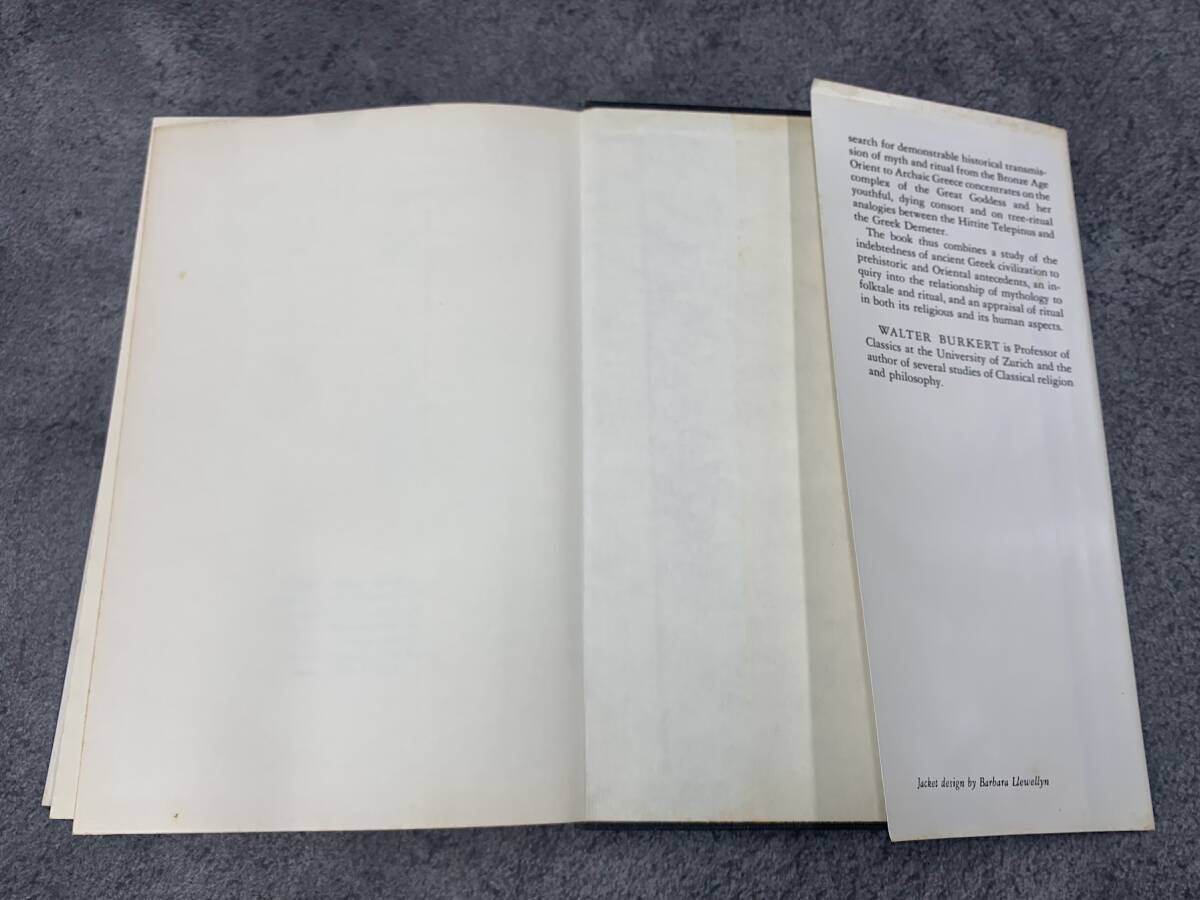 search for demonstrable historical transmis-
sion of myth and ritual from the Bronze Age
Orient to Archaic Greece concentrates on the
complex of the Great Goddess and her
youthful, dying consort and on tree-ritual
analogies between the Hittite Telepinus and
the Greek Demeter.
The book thus combines a study of the
indebtedness of ancient Greek civilization to
prehistoric and Oriental antecedents, an in-
quiry into the relationship of mythology to
folktale and ritual, and an appraisal of ritual
in both its religious and its human aspects.
WALTER BURKERT is Professor of
Classics at the University of Zurich and the
author of several studies of Classical religion
and philosophy.
Jacket design by Barbara Llewellyn